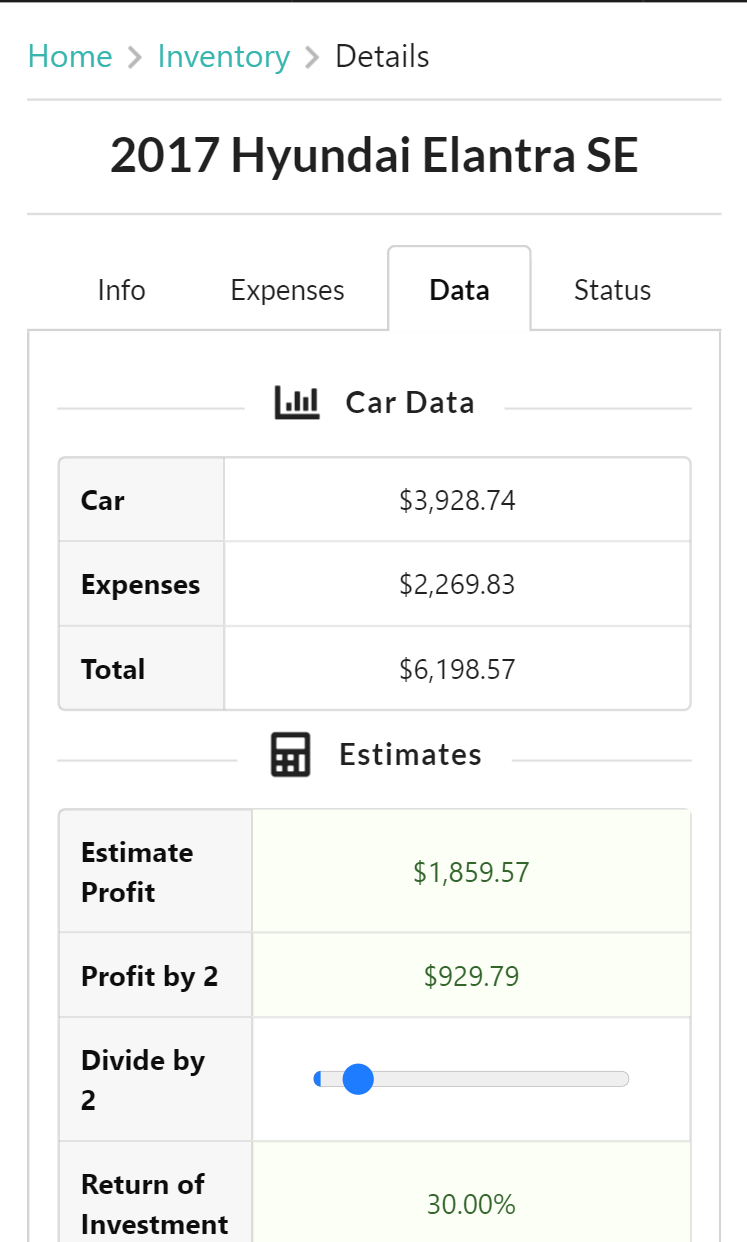 Home > Inventory > Details
2017 Hyundai Elantra SE
Info Expenses Data Status
Car Data
Car $3,928.74
Expenses $2,269.83
Total $6,198.57
Estimates
Estimate
Profit
$1,859.57
Profit by 2 $929.79
Divide by
2
Return of
Investment
30.00%